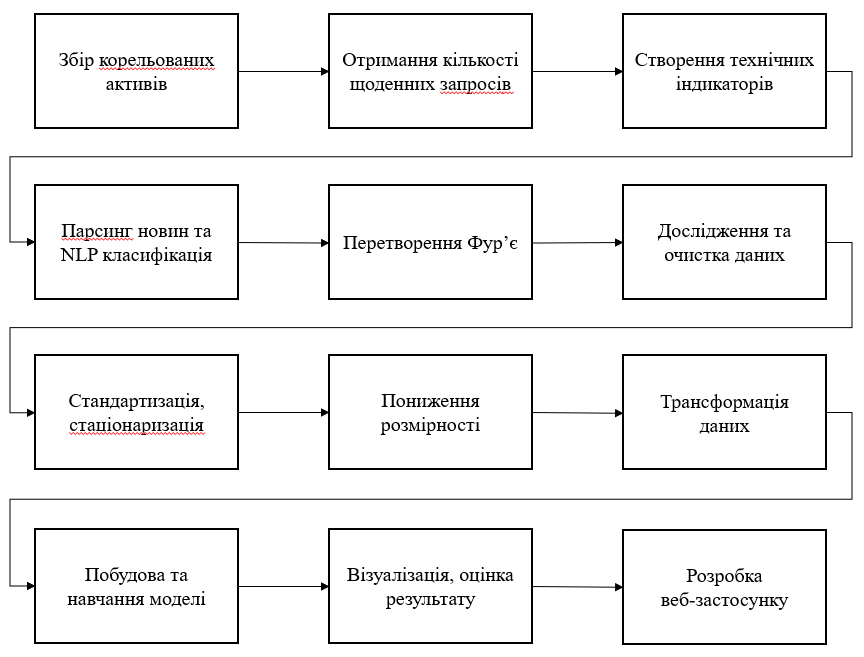 Збір корельованих
активів
Отримання кількості
щоденних запросів
Створення технічних
індикаторів
Парсинг новин та
NLP класифікація
Перетворення Фур’є
Дослідження та
очистка даних
Стандартизація,
стаціонаризація
Пониження
розмірності
Трансформація
даних
Побудова та
навчання моделі
Візуалізація, оцінка
результату
Розробка
веб-застосунку